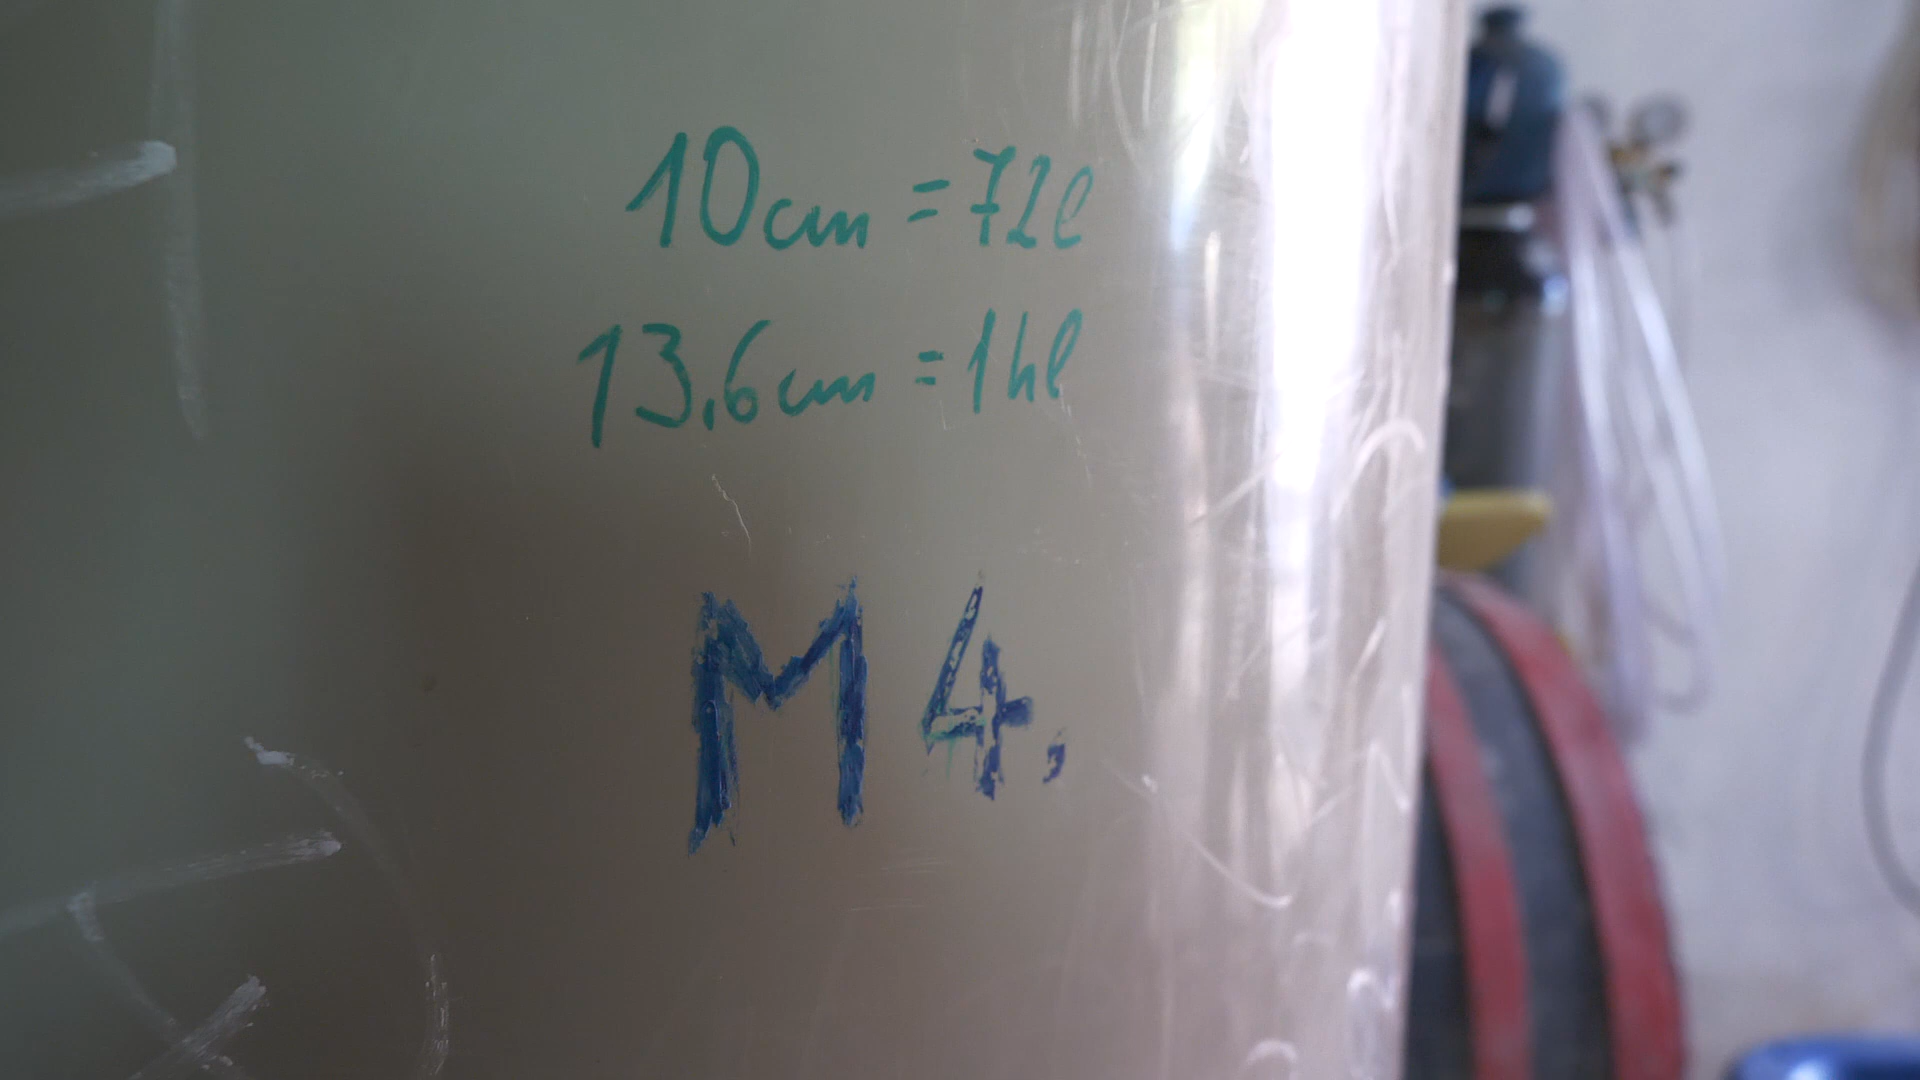 10cm = 72l
13,6cm = 1hl
M4,